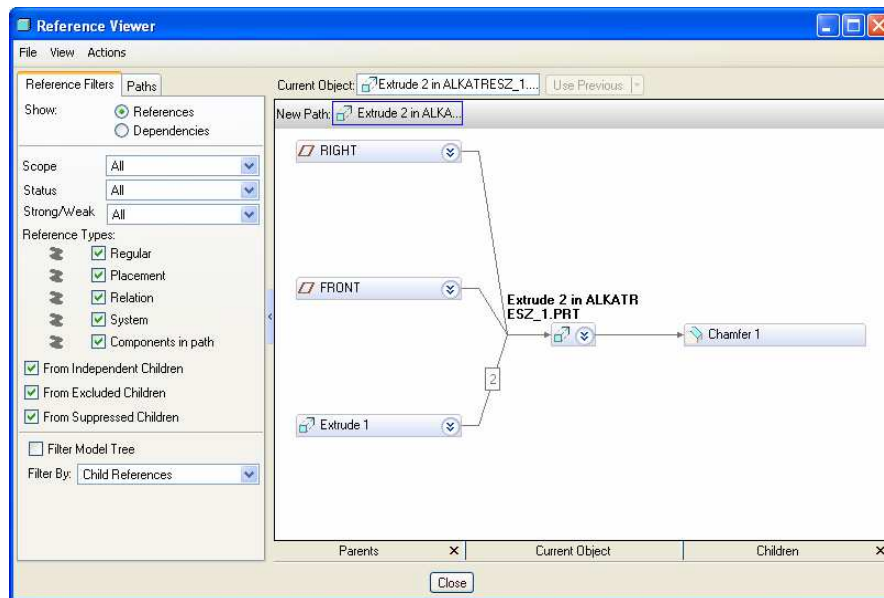 Reference Viewer
File View Actions
Reference Filters Paths
Current Object: Extrude 2 in ALKATRESZ_1.... Use Previous
Show: References
Dependencies
New Path: Extrude 2 in ALKA...
RIGHT
Scope All
Status All
Strong/Weak All
Reference Types:
Regular
Placement
Relation
System
Components in path
From Independent Children
From Excluded Children
From Suppressed Children
Filter Model Tree
Filter By: Child References
FRONT
Extrude 2 in ALKATR
ESZ_1.PRT
Chamfer 1
2
Extrude 1
Parents Current Object Children
Close